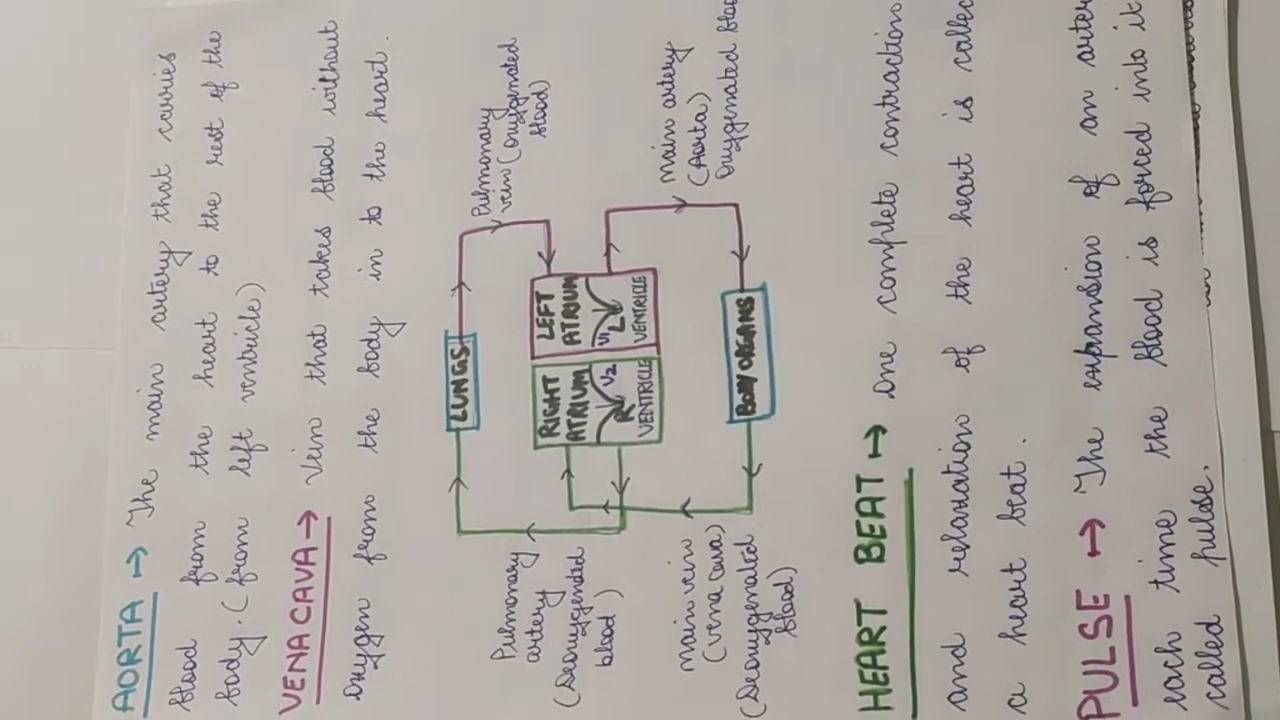 AORTA → The main artery that carries
blood from the heart to the rest of the
body. (from left ventricle)
VENACAVA → Vein that takes blood without
oxygen from the body in to the heart.
Pulmonary
vein (oxygenated
blood)
LUNGS
Pulmonary
artery
(Deoxygenated
blood)
RIGHT
ATRIUM
V2
R
VENTRICLE
LEFT
ATRIUM
V1
L
VENTRICLE
Main artery
(Aorta)
Oxygenated bloo
Main vein
(vena cava)
(Deoxygenated
blood)
BODY ORGANS
HEART BEAT → One complete contraction
and relaxation of the heart is called
a heart beat.
PULSE → The expansion of an arter
each time the blood is forced into it
called pulse.